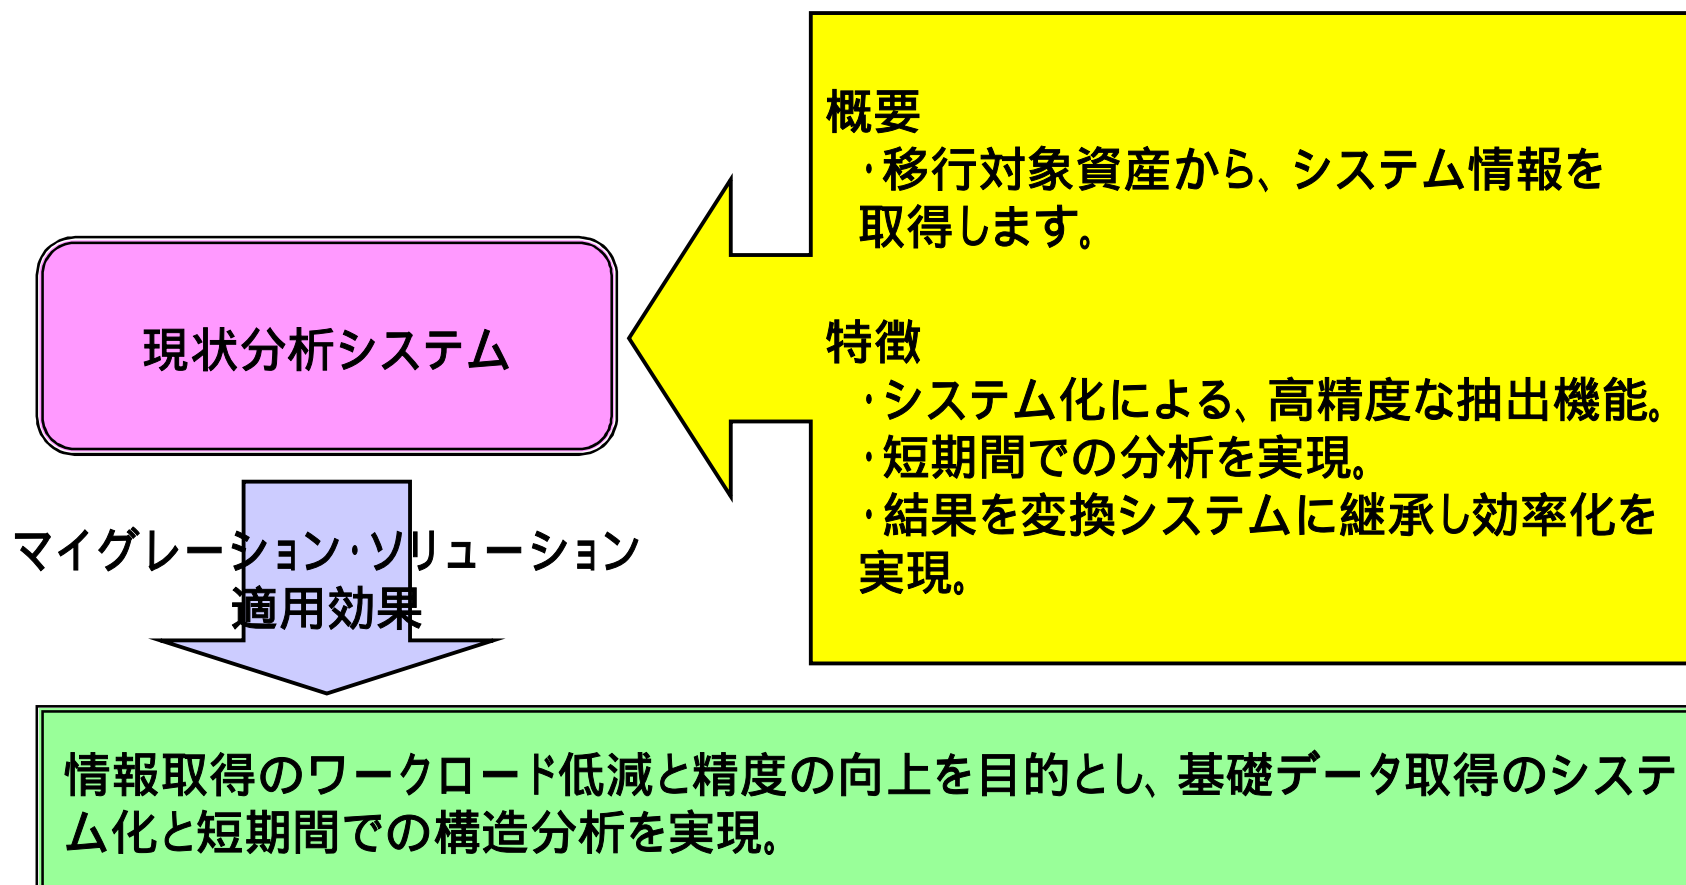 概要
・移行対象資産から、システム情報を
取得します。
特徴
・システム化による、高精度な抽出機能。
・短期間での分析を実現。
・結果を変換システムに継承し効率化を
実現。
現状分析システム
マイグレーション・ソリューション
適用効果
情報取得のワークロード低減と精度の向上を目的とし、基礎データ取得のシステ
ム化と短期間での構造分析を実現。